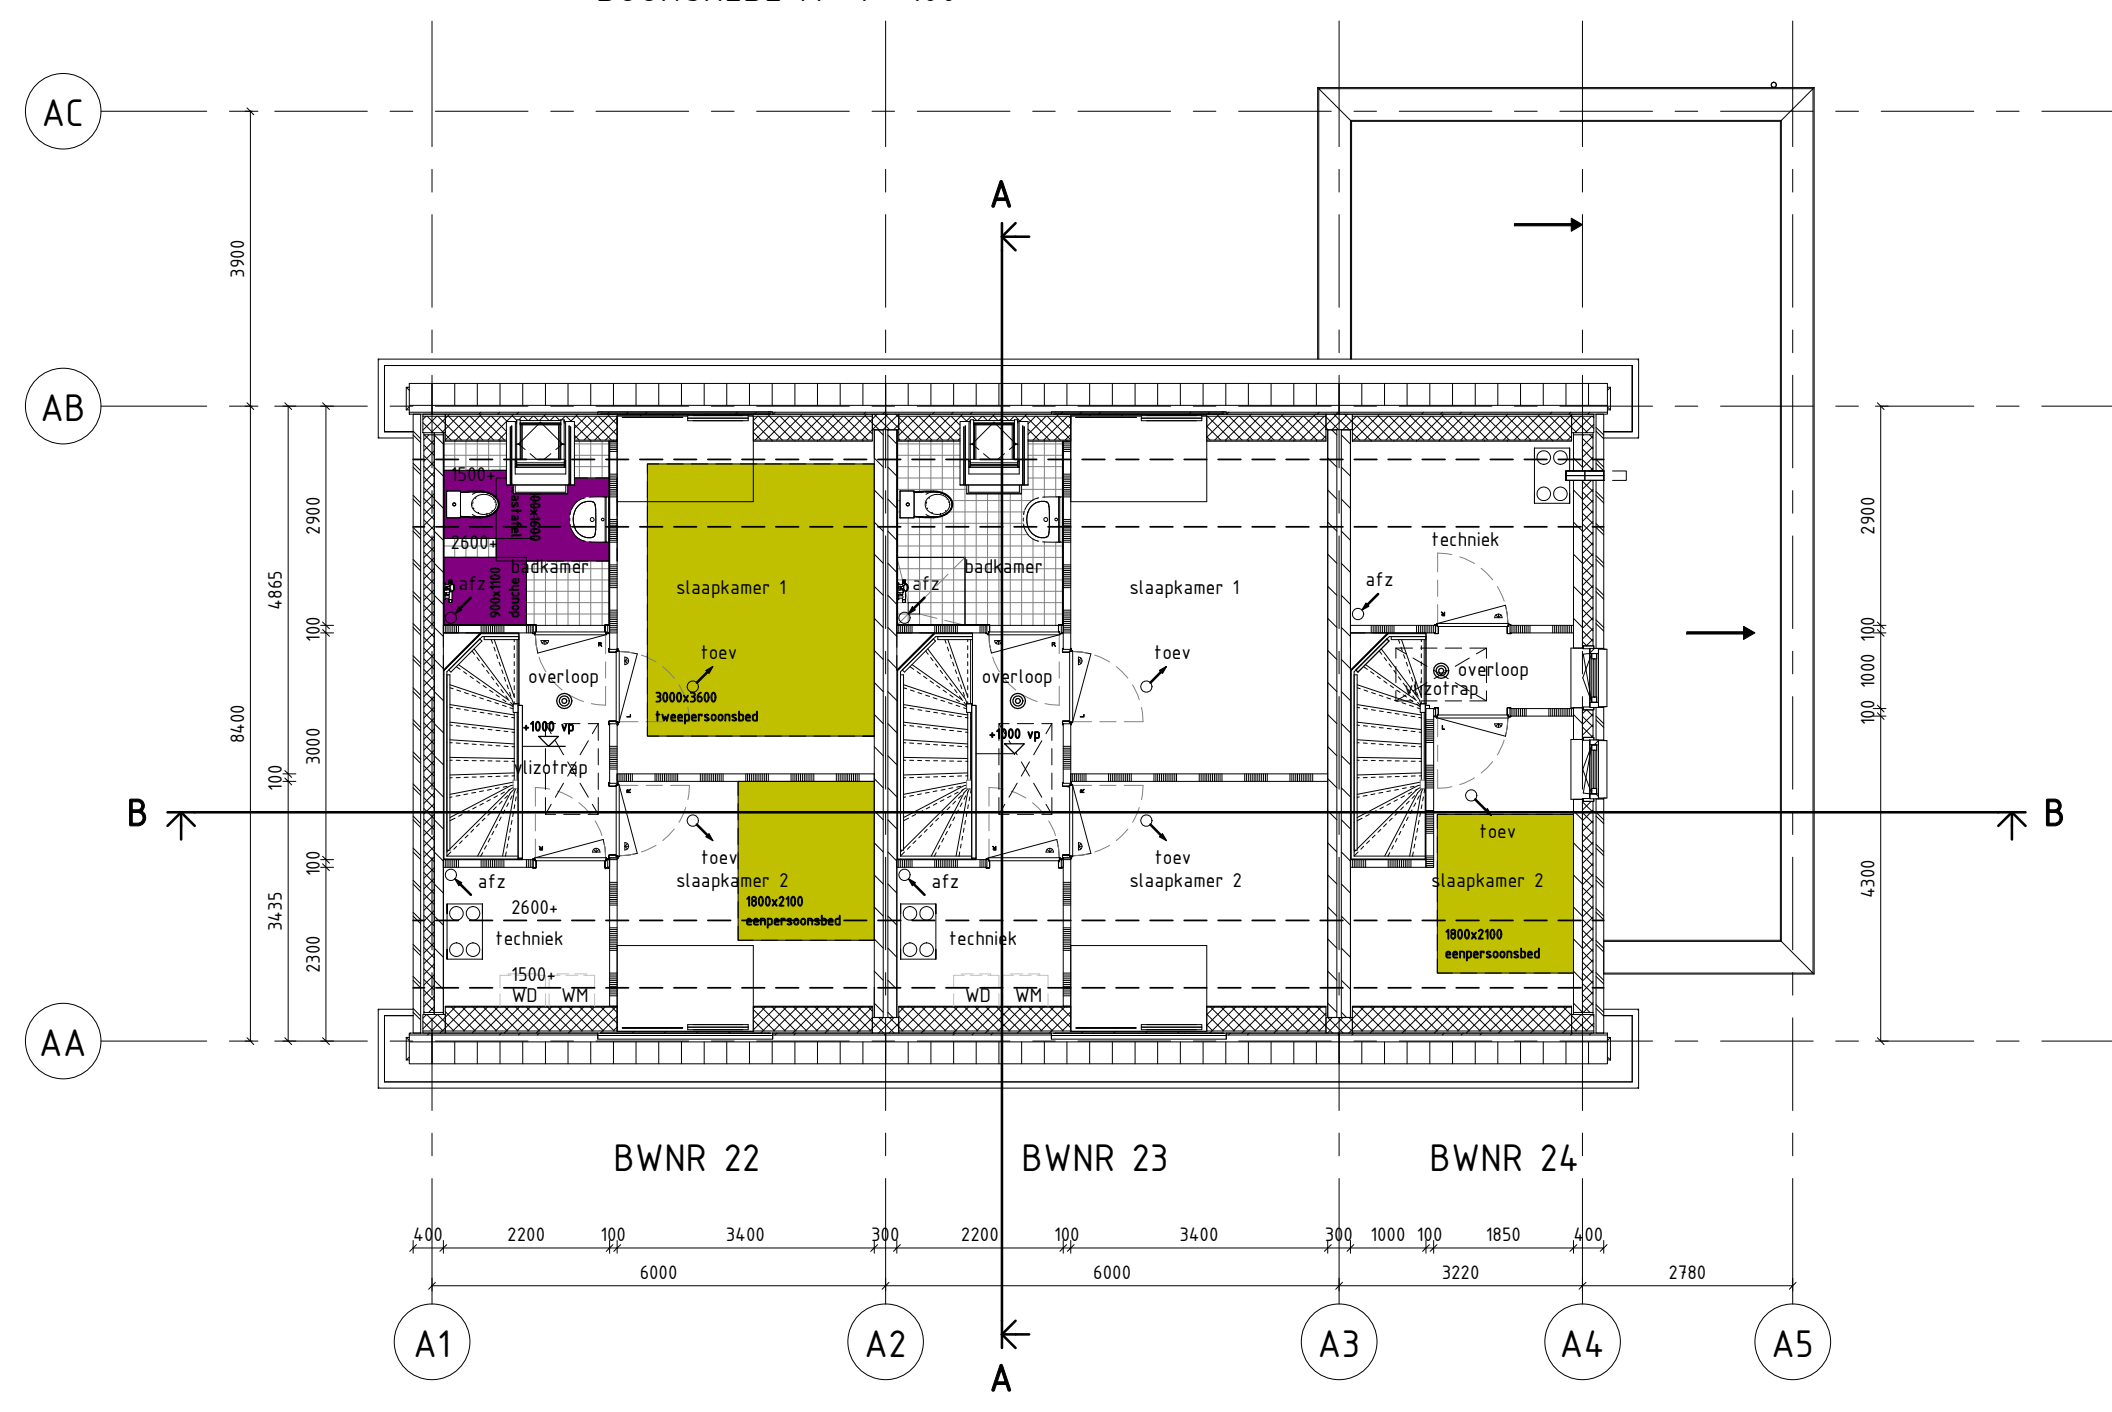 AC
A
3900
AB
1500+
2900
2900
2600+
techniek
badkamer
badkamer
afz
afz
afz
900x1100
douche
slaapkamer 1
slaapkamer 1
4865
100
100
toev
toev
overloop
overloop
overloop
1000
vlizotrap
3000x3600
tweepersoonsbed
8400
+1000 vp
+1000 vp
100
3000
vlizotrap
100
B
B
toev
100
toev
toev
afz
afz
slaapkamer 2
slaapkamer 2
slaapkamer 2
4300
3435
1800x2100
eenpersoonsbed
2600+
techniek
techniek
1800x2100
eenpersoonsbed
2300
1500+
WD
WM
WD
WM
AA
BWNR 22
BWNR 23
BWNR 24
400
2200
100
3400
300
2200
100
3400
300
1000
100
1850
400
6000
6000
3220
2780
A1
A2
A3
A4
A5
A